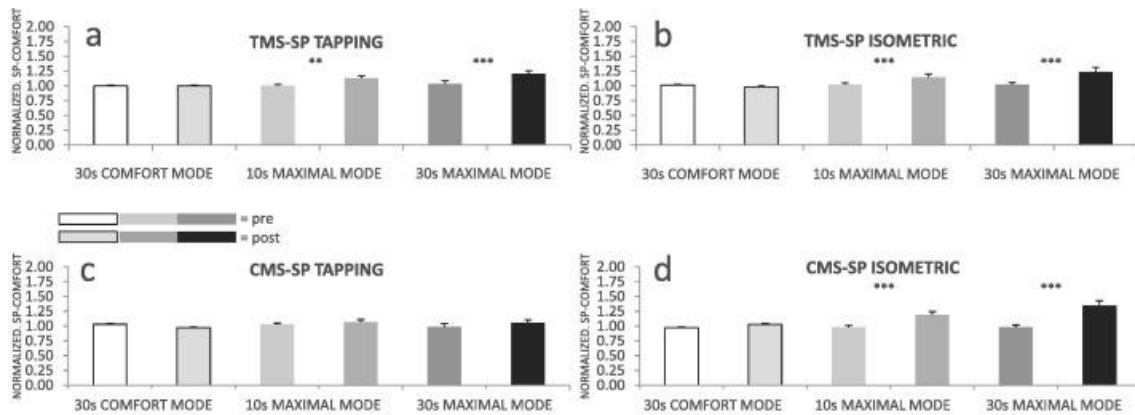 a
TMS-SP TAPPING
NORMALIZED. SP-COMFORT
2.00
1.75
1.50
1.25
1.00
0.75
0.50
0.25
0.00
** ***
30s COMFORT MODE 10s MAXIMAL MODE 30s MAXIMAL MODE
b
TMS-SP ISOMETRIC
NORMALIZED. SP-COMFORT
2.00
1.75
1.50
1.25
1.00
0.75
0.50
0.25
0.00
*** ***
30s COMFORT MODE 10s MAXIMAL MODE 30s MAXIMAL MODE
= pre
= post
c
CMS-SP TAPPING
NORMALIZED. SP-COMFORT
2.00
1.75
1.50
1.25
1.00
0.75
0.50
0.25
0.00
30s COMFORT MODE 10s MAXIMAL MODE 30s MAXIMAL MODE
d
CMS-SP ISOMETRIC
NORMALIZED. SP-COMFORT
2.00
1.75
1.50
1.25
1.00
0.75
0.50
0.25
0.00
*** ***
30s COMFORT MODE 10s MAXIMAL MODE 30s MAXIMAL MODE